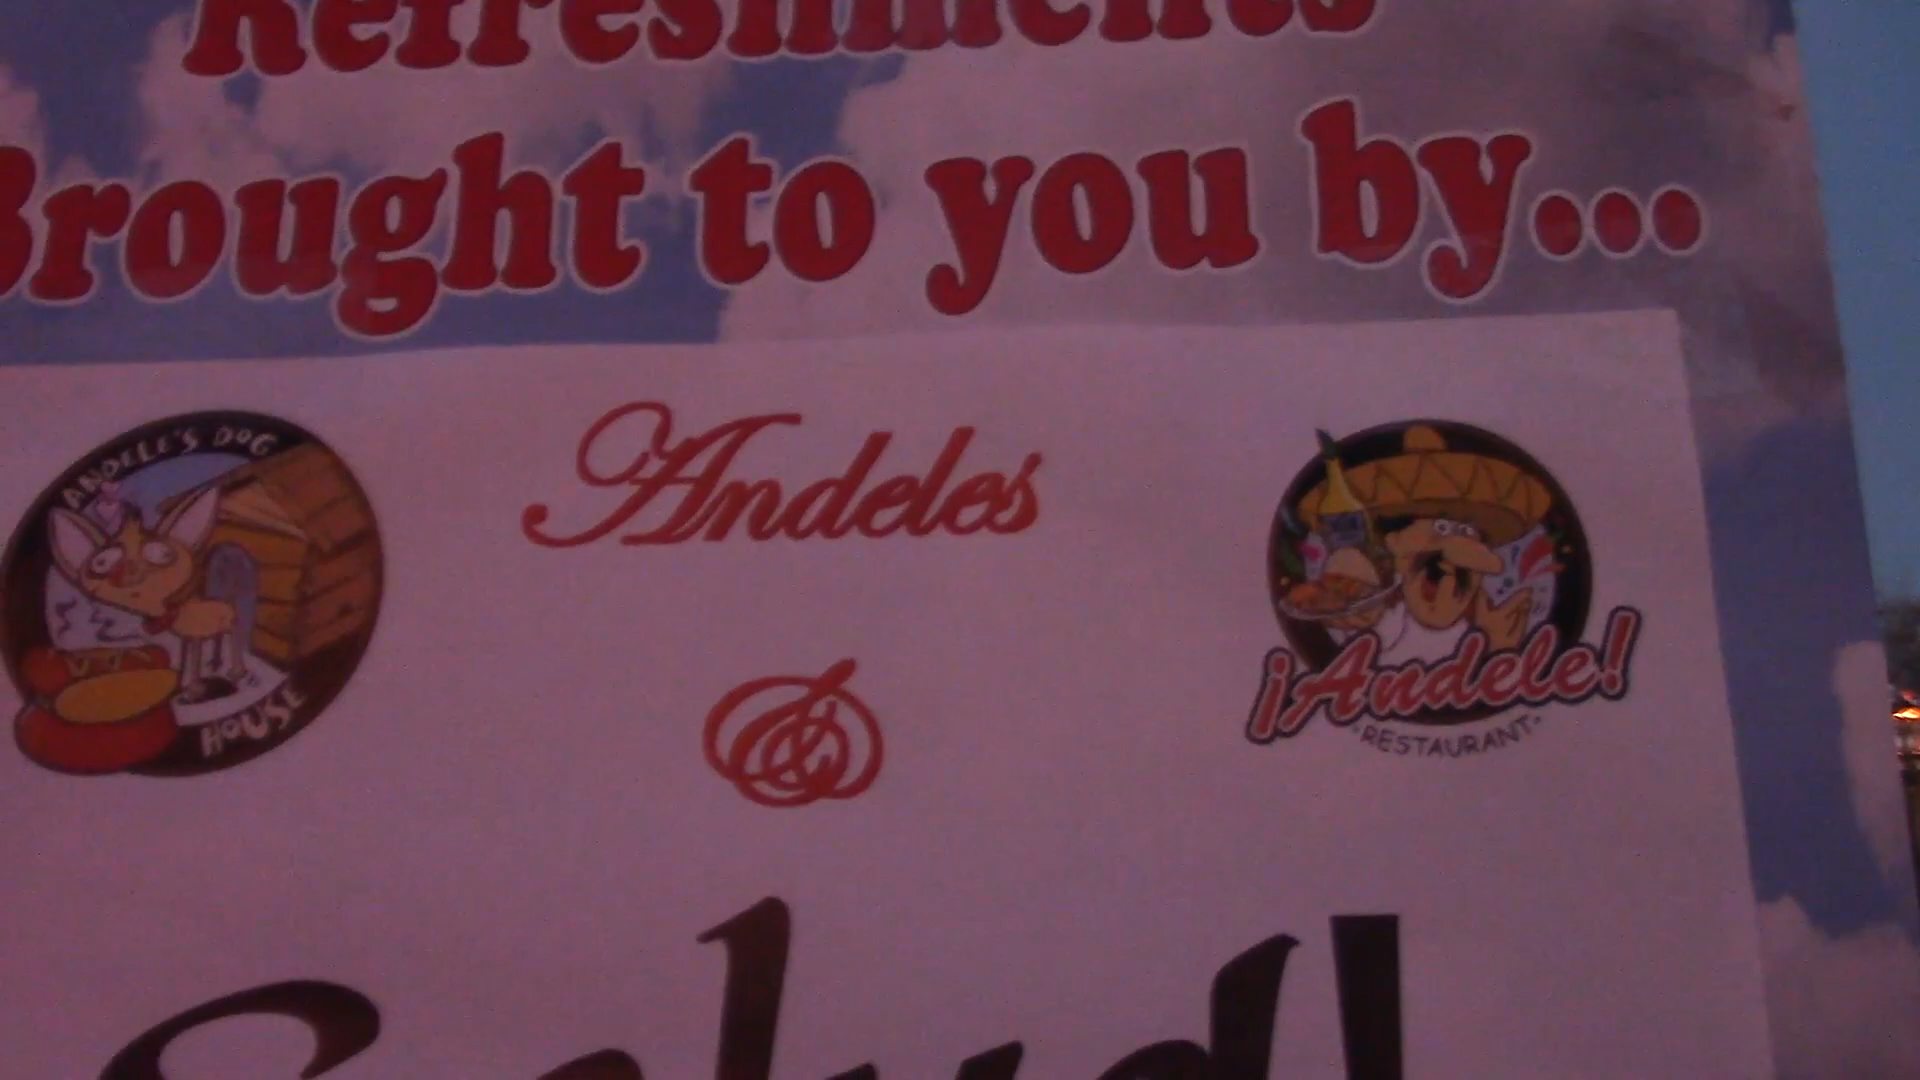 Refreshments
Brought to you by...
ANDELE'S DOG
HOUSE
Andeles
&
¡Andele!
RESTAURANT
Salud!